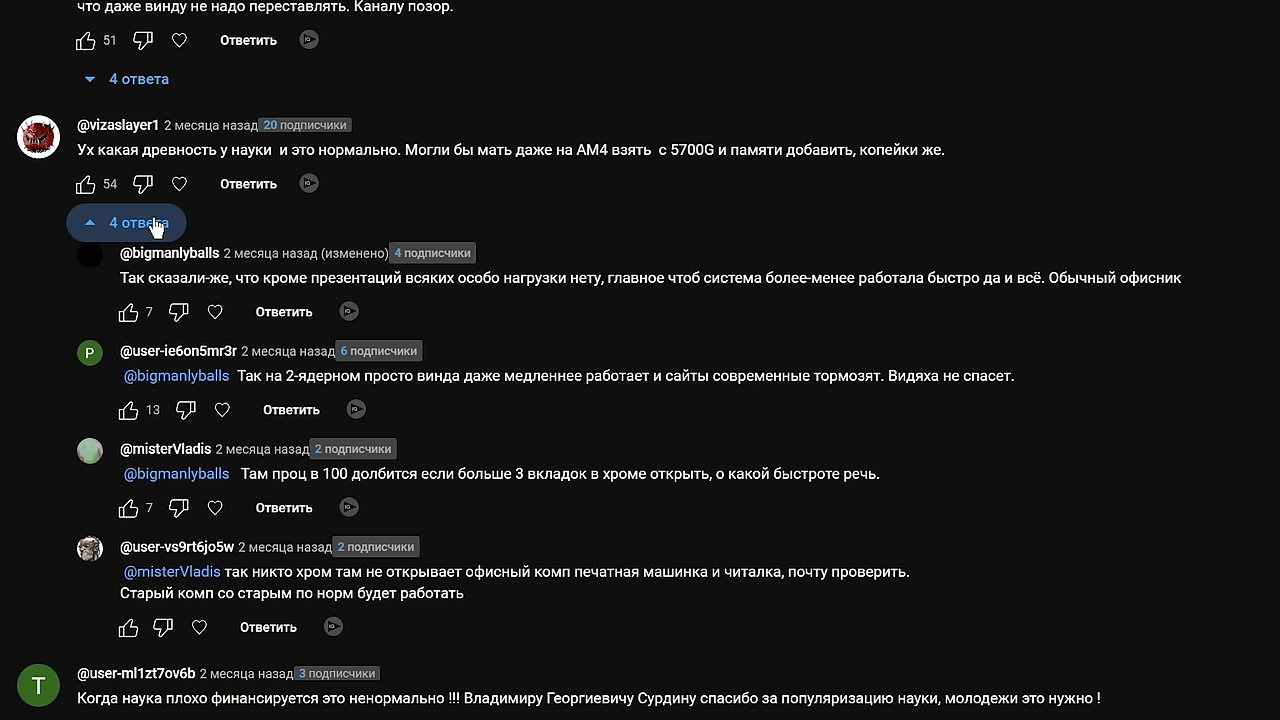 что даже винду не надо переставлять. Каналу позор.
51 Ответить
4 ответа
@vizaslayer1 2 месяца назад 20 подписчики
Ух какая древность у науки и это нормально. Могли бы мать даже на АМ4 взять с 5700G и памяти добавить, копейки же.
54 Ответить
4 ответа
@bigmanlyballs 2 месяца назад (изменено) 4 подписчики
Так сказали-же, что кроме презентаций всяких особо нагрузки нету, главное чтоб система более-менее работала быстро да и всё. Обычный офисник
7 Ответить
P @user-ie6on5mr3r 2 месяца назад 6 подписчики
@bigmanlyballs Так на 2-ядерном просто винда даже медленнее работает и сайты современные тормозят. Видяха не спасет.
13 Ответить
@misterVladis 2 месяца назад 2 подписчики
@bigmanlyballs Там проц в 100 долбится если больше 3 вкладок в хроме открыть, о какой быстроте речь.
7 Ответить
@user-vs9rt6jo5w 2 месяца назад 2 подписчики
@misterVladis так никто хром там не открывает офисный комп печатная машинка и читалка, почту проверить.
Старый комп со старым по норм будет работать
Ответить
T @user-ml1zt7ov6b 2 месяца назад 3 подписчики
Когда наука плохо финансируется это ненормально !!! Владимиру Георгиевичу Сурдину спасибо за популяризацию науки, молодежи это нужно !